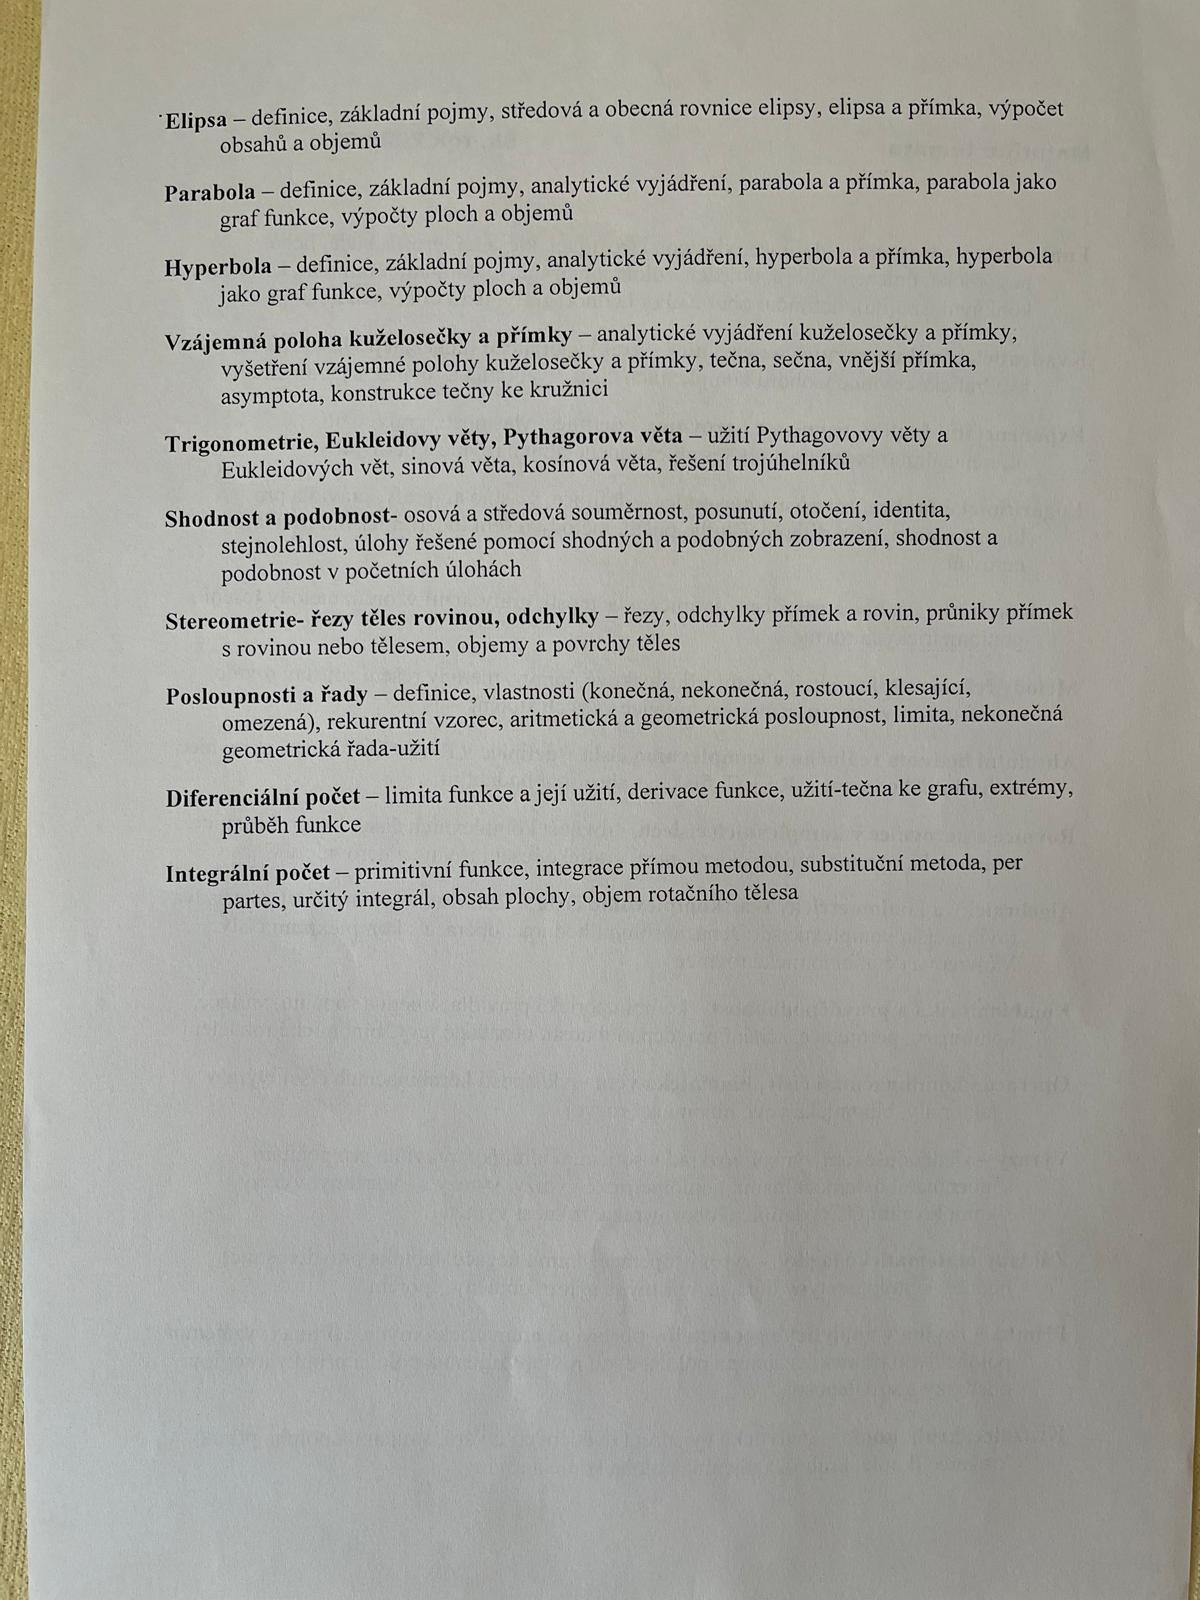 Elipsa – definice, základní pojmy, středová a obecná rovnice elipsy, elipsa a přímka, výpočet
obsahů a objemů
Parabola – definice, základní pojmy, analytické vyjádření, parabola a přímka, parabola jako
graf funkce, výpočty ploch a objemů
Hyperbola – definice, základní pojmy, analytické vyjádření, hyperbola a přímka, hyperbola
jako graf funkce, výpočty ploch a objemů
Vzájemná poloha kuželosečky a přímky – analytické vyjádření kuželosečky a přímky,
vyšetření vzájemné polohy kuželosečky a přímky, tečna, sečna, vnější přímka,
asymptota, konstrukce tečny ke kružnici
Trigonometrie, Eukleidovy věty, Pythagorova věta – užití Pythagovovy věty a
Eukleidových vět, sinová věta, kosínová věta, řešení trojúhelníků
Shodnost a podobnost- osová a středová souměrnost, posunutí, otočení, identita,
stejnolehlost, úlohy řešené pomocí shodných a podobných zobrazení, shodnost a
podobnost v početních úlohách
Stereometrie- řezy těles rovinou, odchylky – řezy, odchylky přímek a rovin, průniky přímek
s rovinou nebo tělesem, objemy a povrchy těles
Posloupnosti a řady – definice, vlastnosti (konečná, nekonečná, rostoucí, klesající,
omezená), rekurentní vzorec, aritmetická a geometrická posloupnost, limita, nekonečná
geometrická řada-užití
Diferenciální počet – limita funkce a její užití, derivace funkce, užití-tečna ke grafu, extrémy,
průběh funkce
Integrální počet – primitivní funkce, integrace přímou metodou, substituční metoda, per
partes, určitý integrál, obsah plochy, objem rotačního tělesa